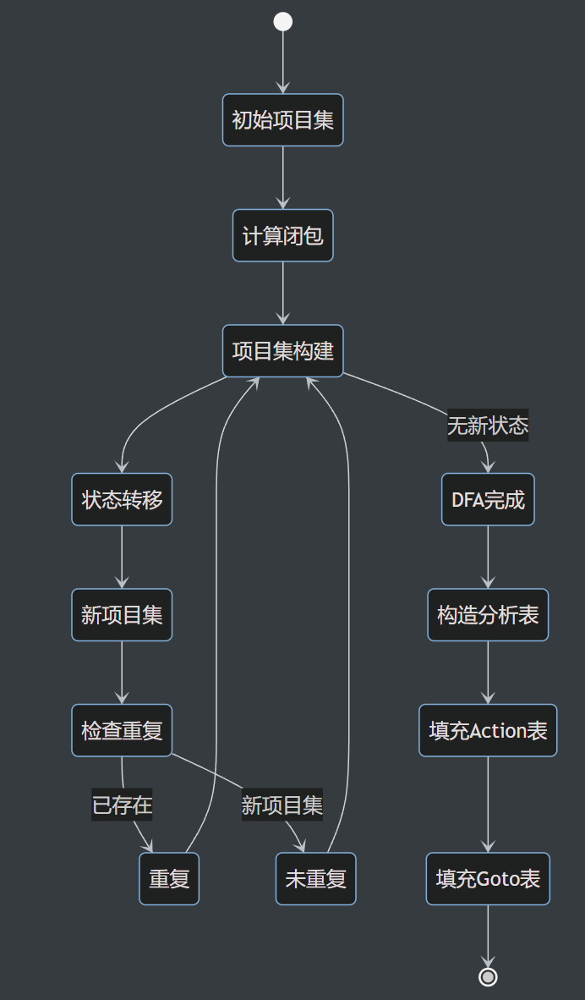 初始项目集
计算闭包
项目集构建
无新状态
状态转移
DFA完成
新项目集
构造分析表
检查重复
填充Action表
已存在
新项目集
重复
未重复
填充Goto表